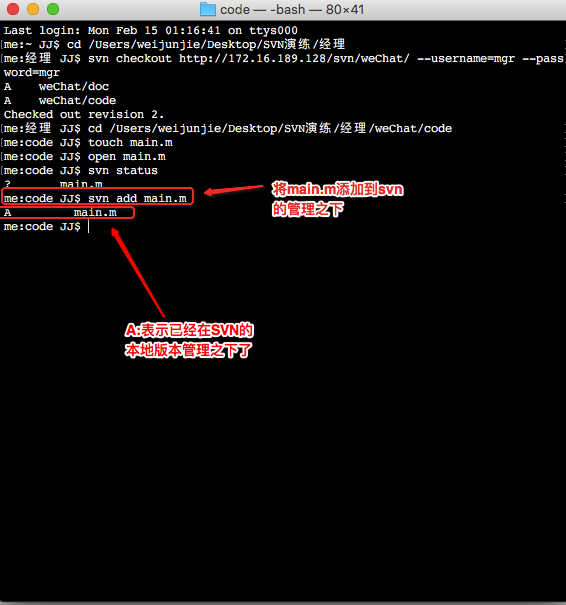 code — -bash — 80×41
Last login: Mon Feb 15 01:16:41 on ttys000
[me:~ JJ$ cd /Users/weijunjie/Desktop/SVN演练/经理
[me:经理 JJ$ svn checkout http://172.16.189.128/svn/weChat/ --username=mgr --pass
word=mgr
A    weChat/doc
A    weChat/code
Checked out revision 2.
[me:经理 JJ$ cd /Users/weijunjie/Desktop/SVN演练/经理/weChat/code
[me:code JJ$ touch main.m
[me:code JJ$ open main.m
[me:code JJ$ svn status
?       main.m
me:code JJ$ svn add main.m
A         main.m
me:code JJ$
将main.m添加到svn
的管理之下
A:表示已经在SVN的
本地版本管理之下了